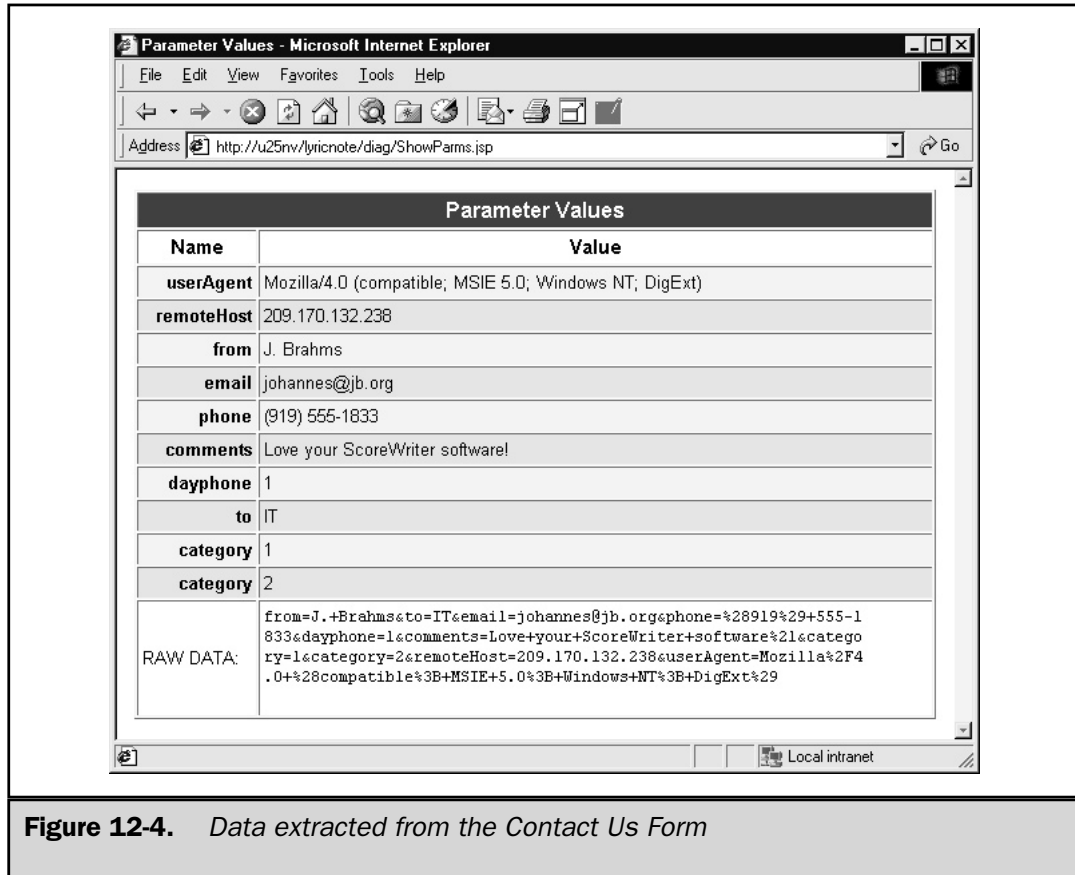 Parameter Values - Microsoft Internet Explorer
File Edit View Favorites Tools Help
Address http://u25nv/lyricnote/diag/ShowParms.jsp Go
Parameter Values
Name Value
userAgent Mozilla/4.0 (compatible; MSIE 5.0; Windows NT; DigExt)
remoteHost 209.170.132.238
from J. Brahms
email johannes@jb.org
phone (919) 555-1833
comments Love your ScoreWriter software!
dayphone 1
to IT
category 1
category 2
RAW DATA:
from=J.+Brahms&to=IT&email=johannes@jb.org&phone=%28919%29+555-1
833&dayphone=1&comments=Love+your+ScoreWriter+software%21&catego
ry=1&category=2&remoteHost=209.170.132.238&userAgent=Mozilla%2F4
.0+%28compatible%3B+MSIE+5.0%3B+Windows+NT%3B+DigExt%29
Local intranet
Figure 12-4. Data extracted from the Contact Us Form